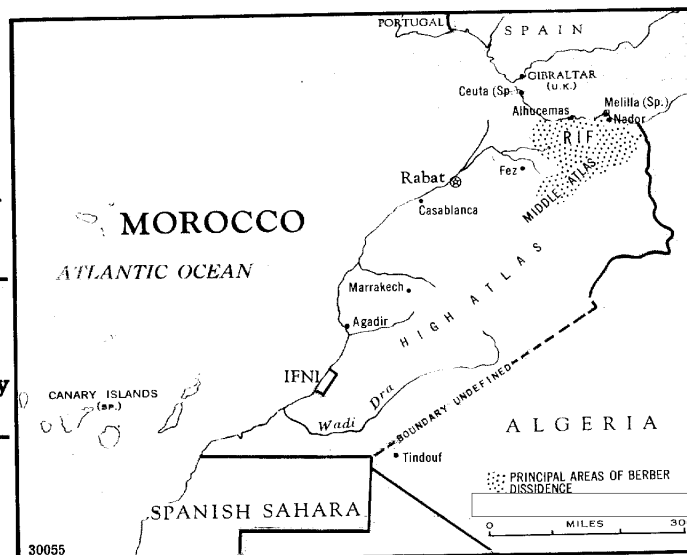 PORTUGAL
SPAIN
GIBRALTAR
(U.K.)
Ceuta (Sp.)
Melilla (Sp.)
Alhucemas
Nador
RIF
Fez
Rabat
MIDDLE ATLAS
Casablanca
MOROCCO
ATLANTIC OCEAN
Marrakech
HIGH ATLAS
Agadir
IFNI
CANARY ISLANDS
(SP.)
Wadi Dra
BOUNDARY UNDEFINED
ALGERIA
Tindouf
PRINCIPAL AREAS OF BERBER
DISSIDENCE
SPANISH SAHARA
MILES
0
30055